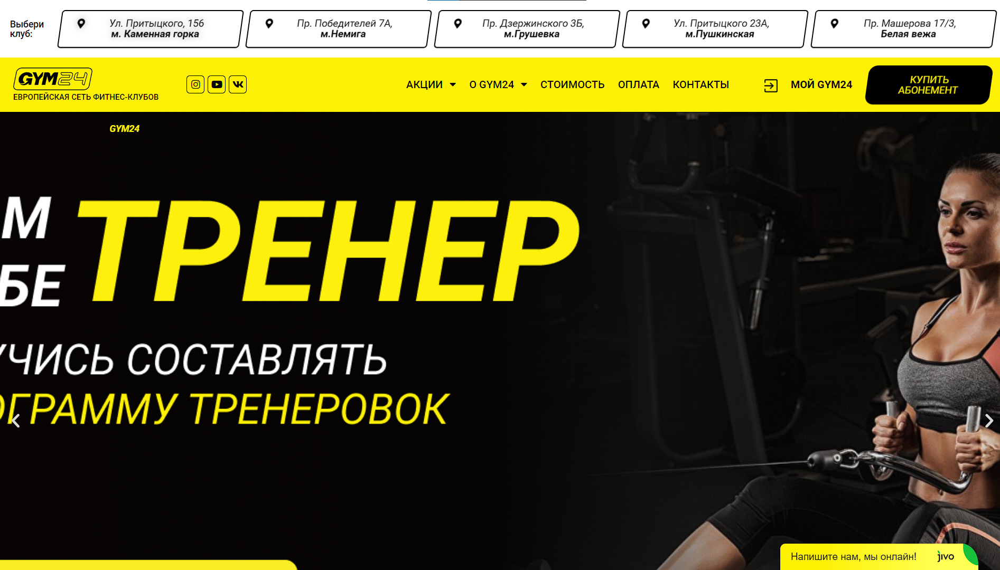 Выбери
клуб:
Ул. Притыцкого, 156
м. Каменная горка
Пр. Победителей 7А,
м.Немига
Пр. Дзержинского 3Б,
м.Грушевка
Ул. Притыцкого 23А,
м.Пушкинская
Пр. Машерова 17/3,
Белая вежа
GYM24
ЕВРОПЕЙСКАЯ СЕТЬ ФИТНЕС-КЛУБОВ
АКЦИИ
О GYM24
СТОИМОСТЬ
ОПЛАТА
КОНТАКТЫ
МОЙ GYM24
КУПИТЬ
АБОНЕМЕНТ
GYM24
М
БЕ
ТРЕНЕР
УЧИСЬ СОСТАВЛЯТЬ
ОГРАММУ ТРЕНЕРОВОК
Напишите нам, мы онлайн!
jivo